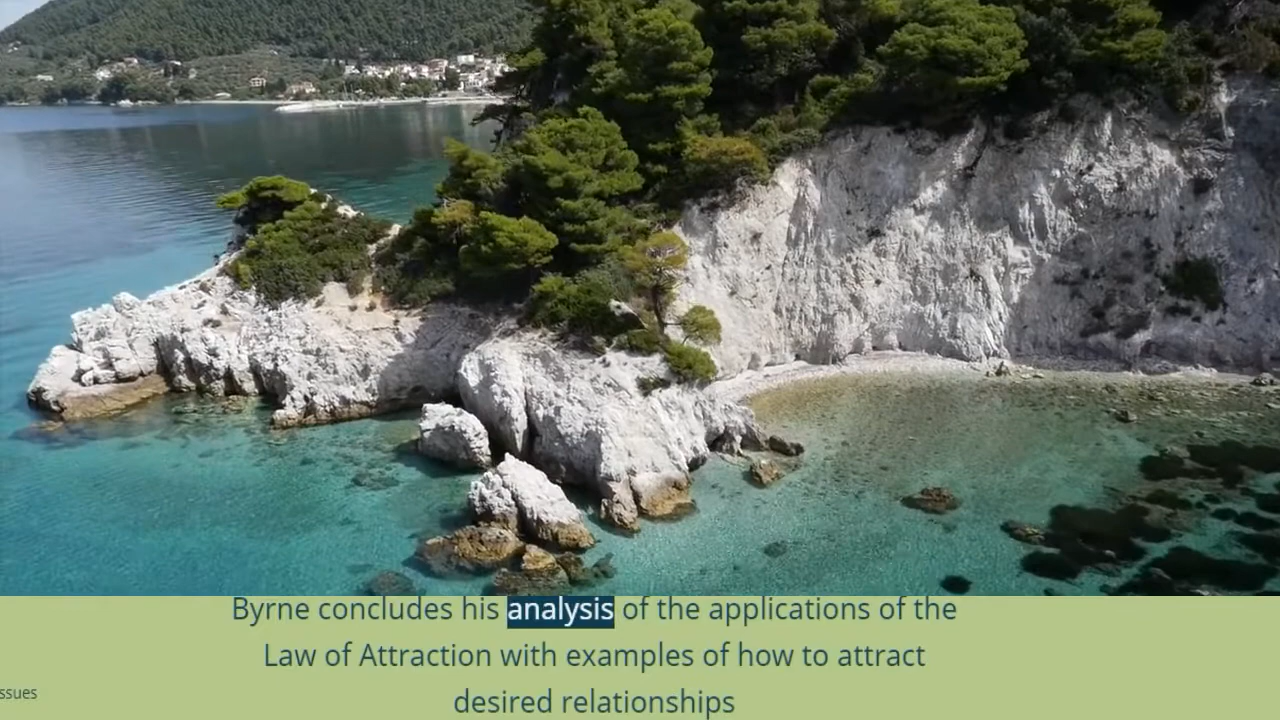 Byrne concludes his analysis of the applications of the
Law of Attraction with examples of how to attract
ssues
desired relationships